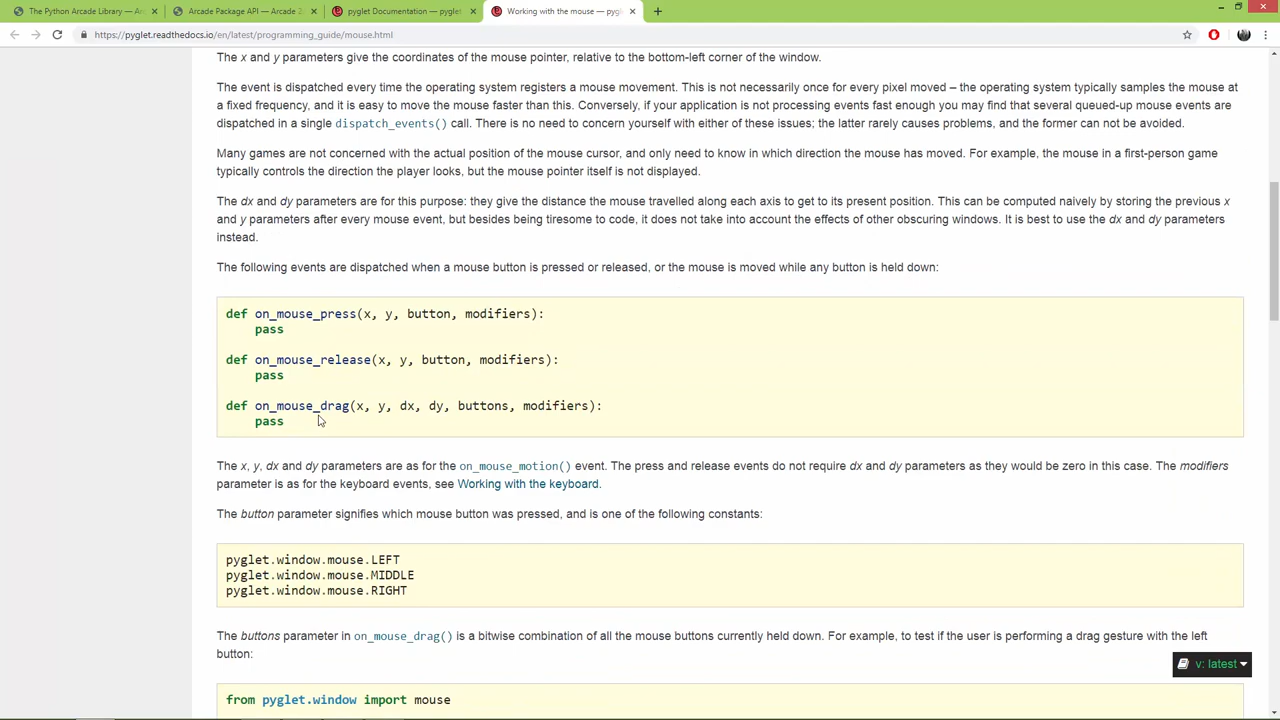 The Python Arcade Library — Arc
Arcade Package API — Arcade 2.
pyglet Documentation — pyglet
Working with the mouse — pyg
https://pyglet.readthedocs.io/en/latest/programming_guide/mouse.html
The x and y parameters give the coordinates of the mouse pointer, relative to the bottom-left corner of the window.
The event is dispatched every time the operating system registers a mouse movement. This is not necessarily once for every pixel moved – the operating system typically samples the mouse at
a fixed frequency, and it is easy to move the mouse faster than this. Conversely, if your application is not processing events fast enough you may find that several queued-up mouse events are
dispatched in a single dispatch_events() call. There is no need to concern yourself with either of these issues; the latter rarely causes problems, and the former can not be avoided.
Many games are not concerned with the actual position of the mouse cursor, and only need to know in which direction the mouse has moved. For example, the mouse in a first-person game
typically controls the direction the player looks, but the mouse pointer itself is not displayed.
The dx and dy parameters are for this purpose: they give the distance the mouse travelled along each axis to get to its present position. This can be computed naively by storing the previous x
and y parameters after every mouse event, but besides being tiresome to code, it does not take into account the effects of other obscuring windows. It is best to use the dx and dy parameters
instead.
The following events are dispatched when a mouse button is pressed or released, or the mouse is moved while any button is held down:
def on_mouse_press(x, y, button, modifiers):
pass
def on_mouse_release(x, y, button, modifiers):
pass
def on_mouse_drag(x, y, dx, dy, buttons, modifiers):
pass
The x, y, dx and dy parameters are as for the on_mouse_motion() event. The press and release events do not require dx and dy parameters as they would be zero in this case. The modifiers
parameter is as for the keyboard events, see Working with the keyboard.
The button parameter signifies which mouse button was pressed, and is one of the following constants:
pyglet.window.mouse.LEFT
pyglet.window.mouse.MIDDLE
pyglet.window.mouse.RIGHT
The buttons parameter in on_mouse_drag() is a bitwise combination of all the mouse buttons currently held down. For example, to test if the user is performing a drag gesture with the left
button:
v: latest
from pyglet.window import mouse